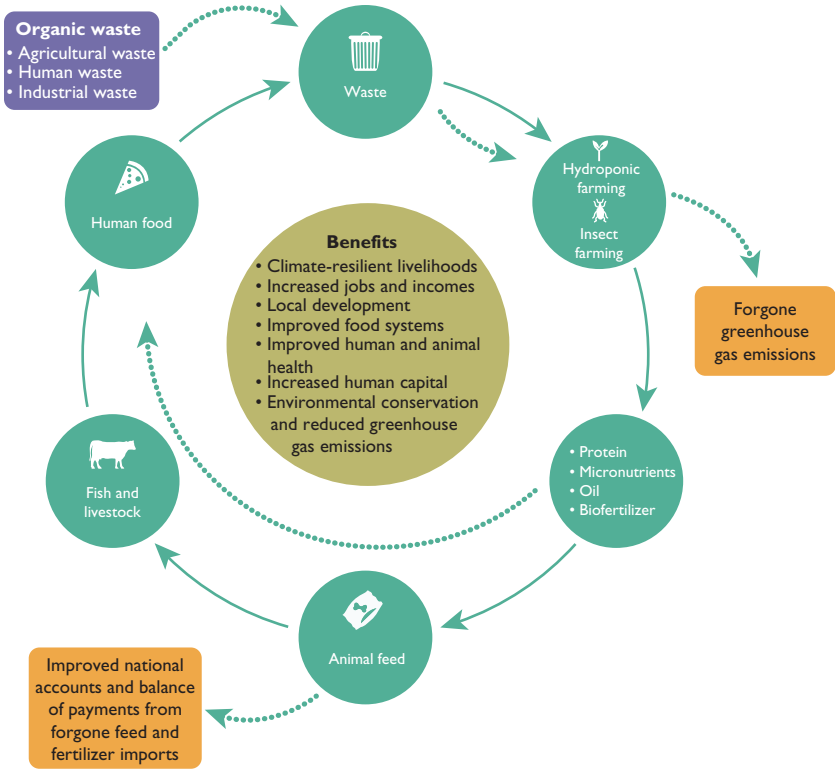 Organic waste
• Agricultural waste
• Human waste
• Industrial waste
Waste
Hydroponic
farming
Insect
farming
Human food
Benefits
• Climate-resilient livelihoods
• Increased jobs and incomes
• Local development
• Improved food systems
• Improved human and animal
health
• Increased human capital
• Environmental conservation
and reduced greenhouse
gas emissions
Forgone
greenhouse
gas emissions
• Protein
• Micronutrients
• Oil
• Biofertilizer
Fish and
livestock
Animal feed
Improved national
accounts and balance
of payments from
forgone feed and
fertilizer imports